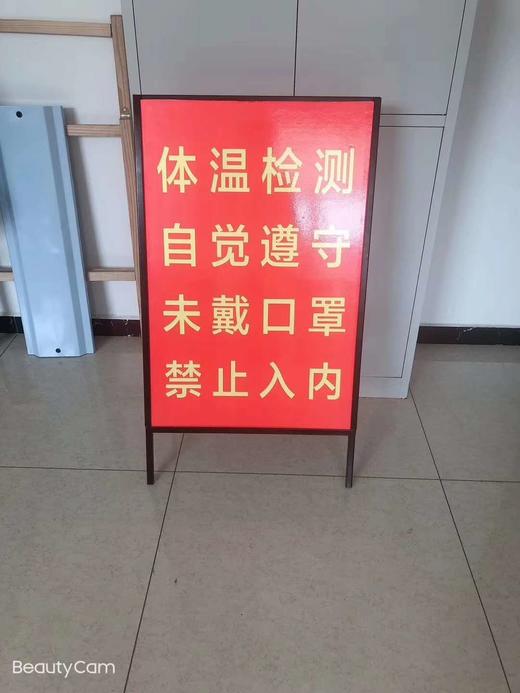 体温检测
自觉遵守
未戴口罩
禁止入内
BeautyCam